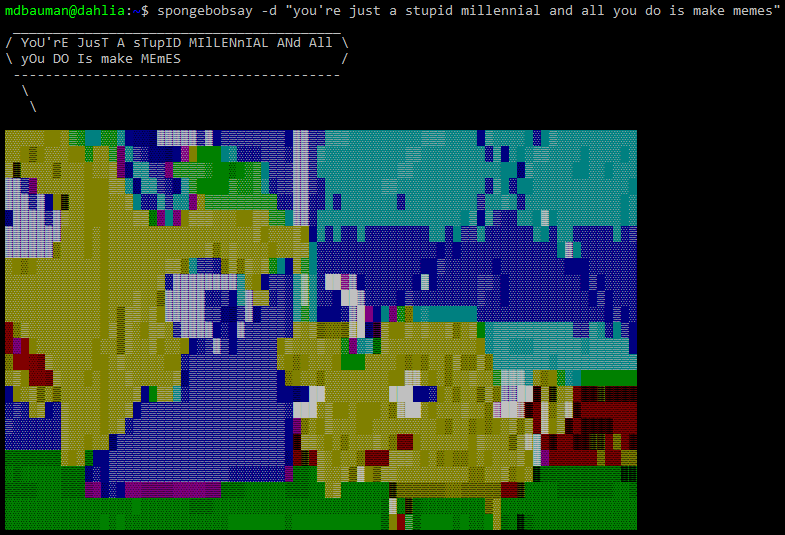 mdbauman@dahlia:~$ spongebobsay -d "you're just a stupid millennial and all you do is make memes"
/ YoU'rE JusT A sTupID MIlLENnIAL ANd All \
\ yOu DO Is make MEmES /